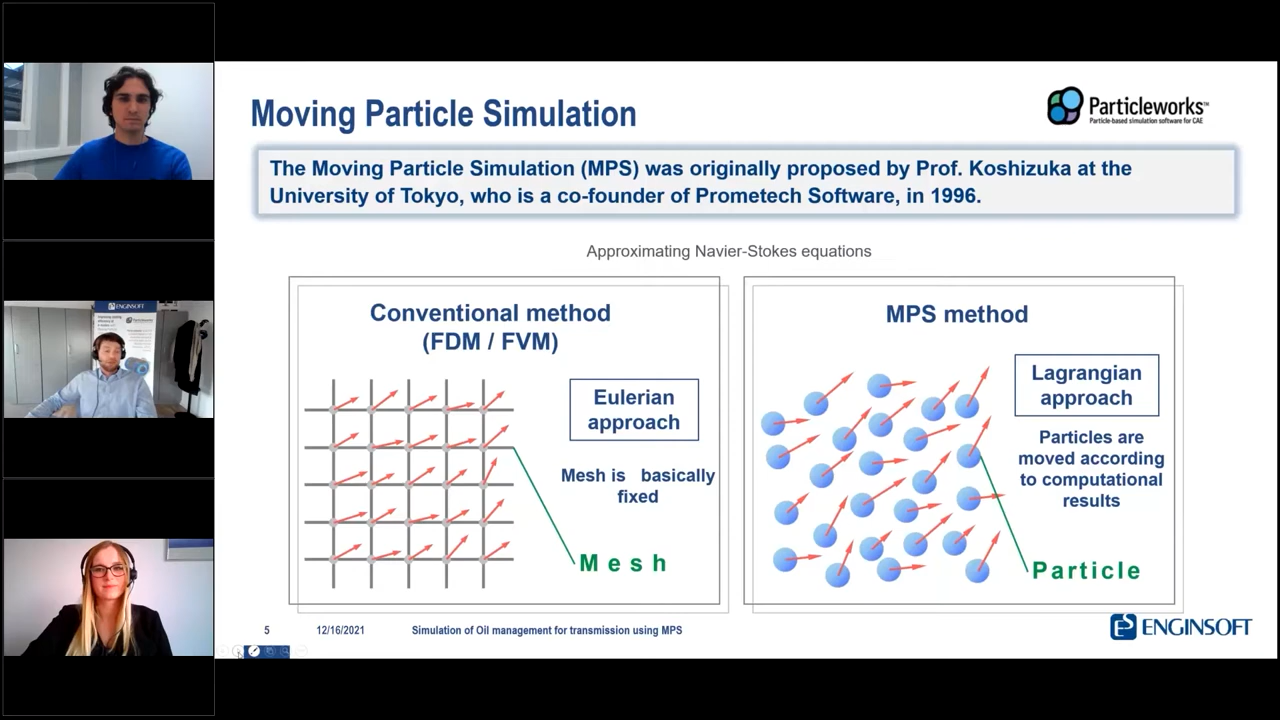 Moving Particle Simulation
Particleworks™
Particle-based simulation software for CAE
The Moving Particle Simulation (MPS) was originally proposed by Prof. Koshizuka at the
University of Tokyo, who is a co-founder of Prometech Software, in 1996.
Approximating Navier-Stokes equations
Conventional method
(FDM / FVM)
Eulerian
approach
Mesh is basically
fixed
Mesh
MPS method
Lagrangian
approach
Particles are
moved according
to computational
results
Particle
5
12/16/2021
Simulation of Oil management for transmission using MPS
ENGINSOFT
ENGINSOFT
Particleworks